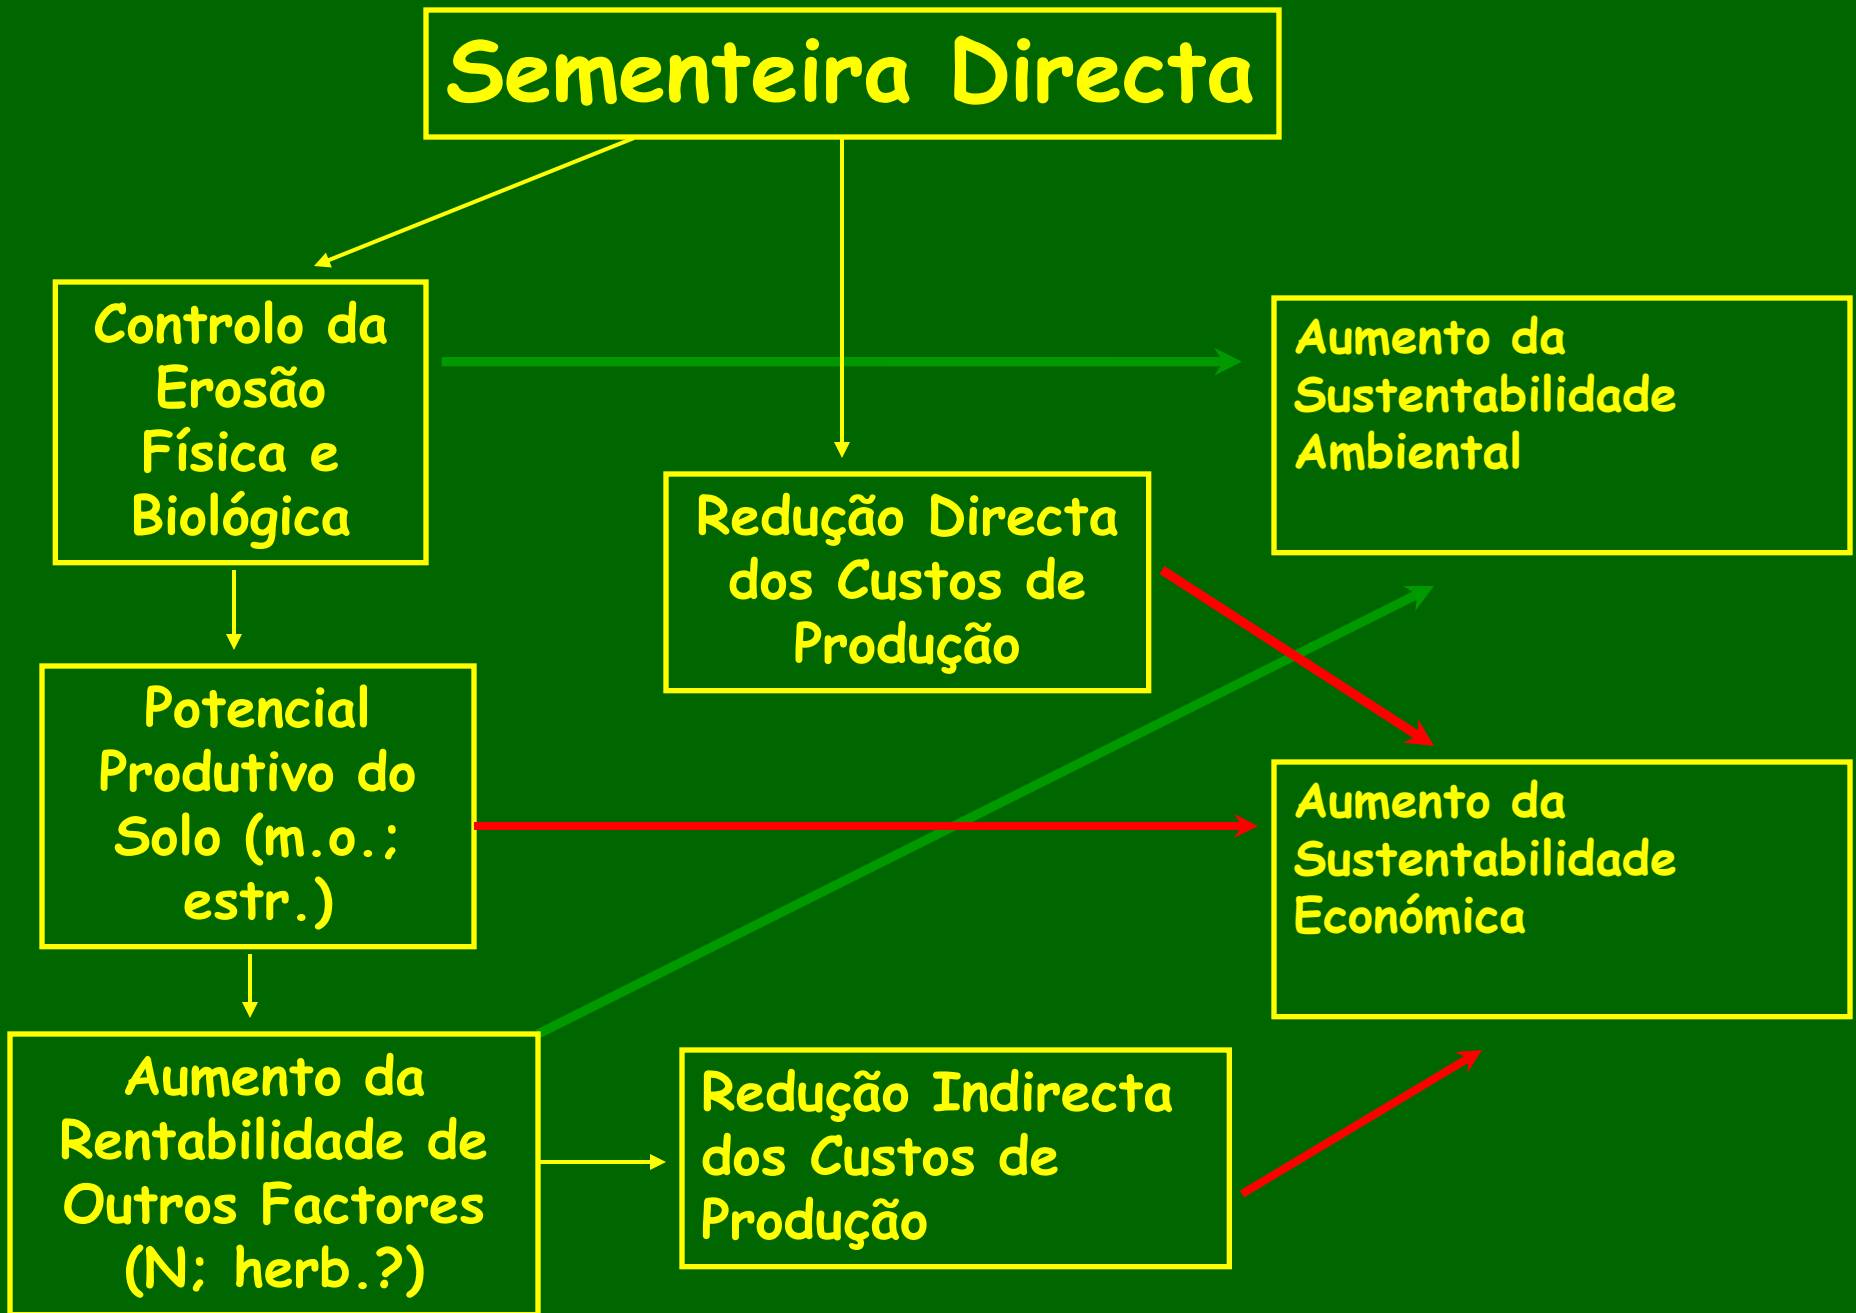 Sementeira Directa
Controlo da
Erosão
Física e
Biológica
Redução Directa
dos Custos de
Produção
Aumento da
Sustentabilidade
Ambiental
Potencial
Produtivo do
Solo (m.o.;
estr.)
Aumento da
Sustentabilidade
Económica
Aumento da
Rentabilidade de
Outros Factores
(N; herb.?)
Redução Indirecta
dos Custos de
Produção